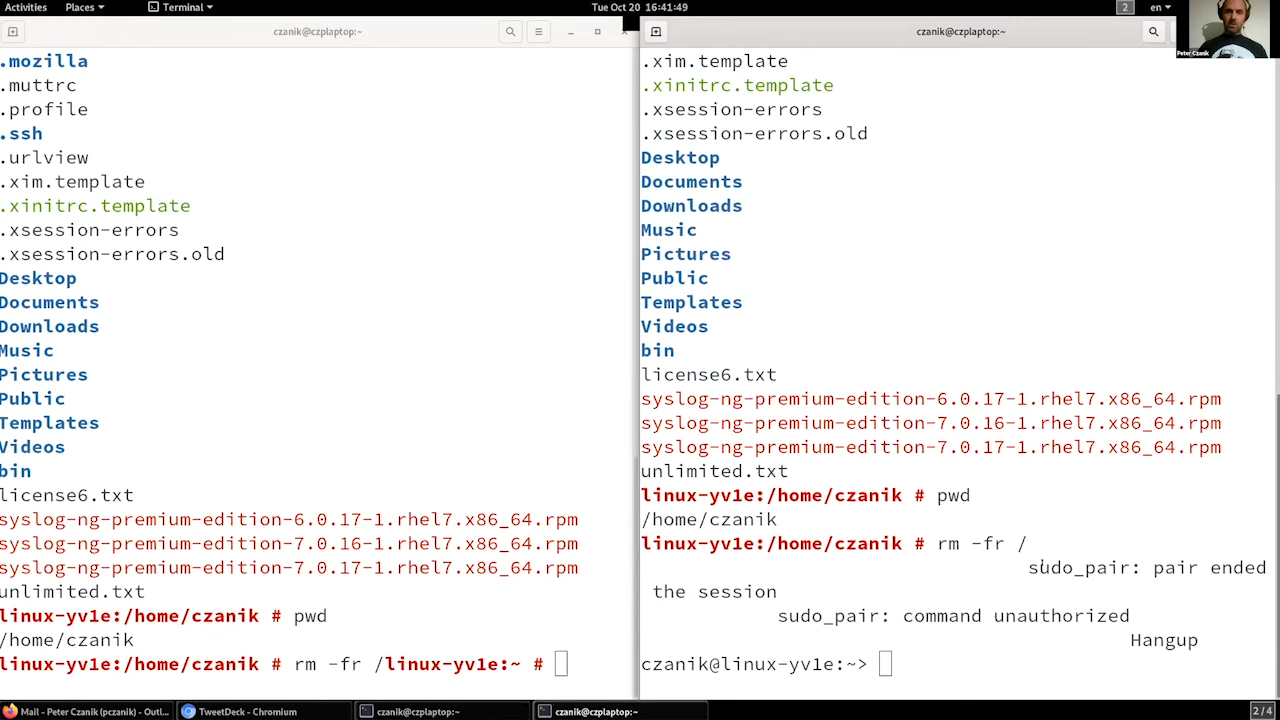 Activities Places Terminal Tue Oct 20 16:41:49 2 en
czanik@czplaptop:~
.mozilla
.muttrc
.profile
.ssh
.urlview
.xim.template
.xinitrc.template
.xsession-errors
.xsession-errors.old
Desktop
Documents
Downloads
Music
Pictures
Public
Templates
Videos
bin
license6.txt
syslog-ng-premium-edition-6.0.17-1.rhel7.x86_64.rpm
syslog-ng-premium-edition-7.0.16-1.rhel7.x86_64.rpm
syslog-ng-premium-edition-7.0.17-1.rhel7.x86_64.rpm
unlimited.txt
linux-yv1e:/home/czanik # pwd
/home/czanik
linux-yv1e:/home/czanik # rm -fr /linux-yv1e:~ #
czanik@czplaptop:~
Peter Czanik
.xim.template
.xinitrc.template
.xsession-errors
.xsession-errors.old
Desktop
Documents
Downloads
Music
Pictures
Public
Templates
Videos
bin
license6.txt
syslog-ng-premium-edition-6.0.17-1.rhel7.x86_64.rpm
syslog-ng-premium-edition-7.0.16-1.rhel7.x86_64.rpm
syslog-ng-premium-edition-7.0.17-1.rhel7.x86_64.rpm
unlimited.txt
linux-yv1e:/home/czanik # pwd
/home/czanik
linux-yv1e:/home/czanik # rm -fr /
sudo_pair: pair ended
the session
sudo_pair: command unauthorized
Hangup
czanik@linux-yv1e:~>
Mail - Peter Czanik (pczanik) - Outl... TweetDeck - Chromium czanik@czplaptop:~ czanik@czplaptop:~ 2 / 4